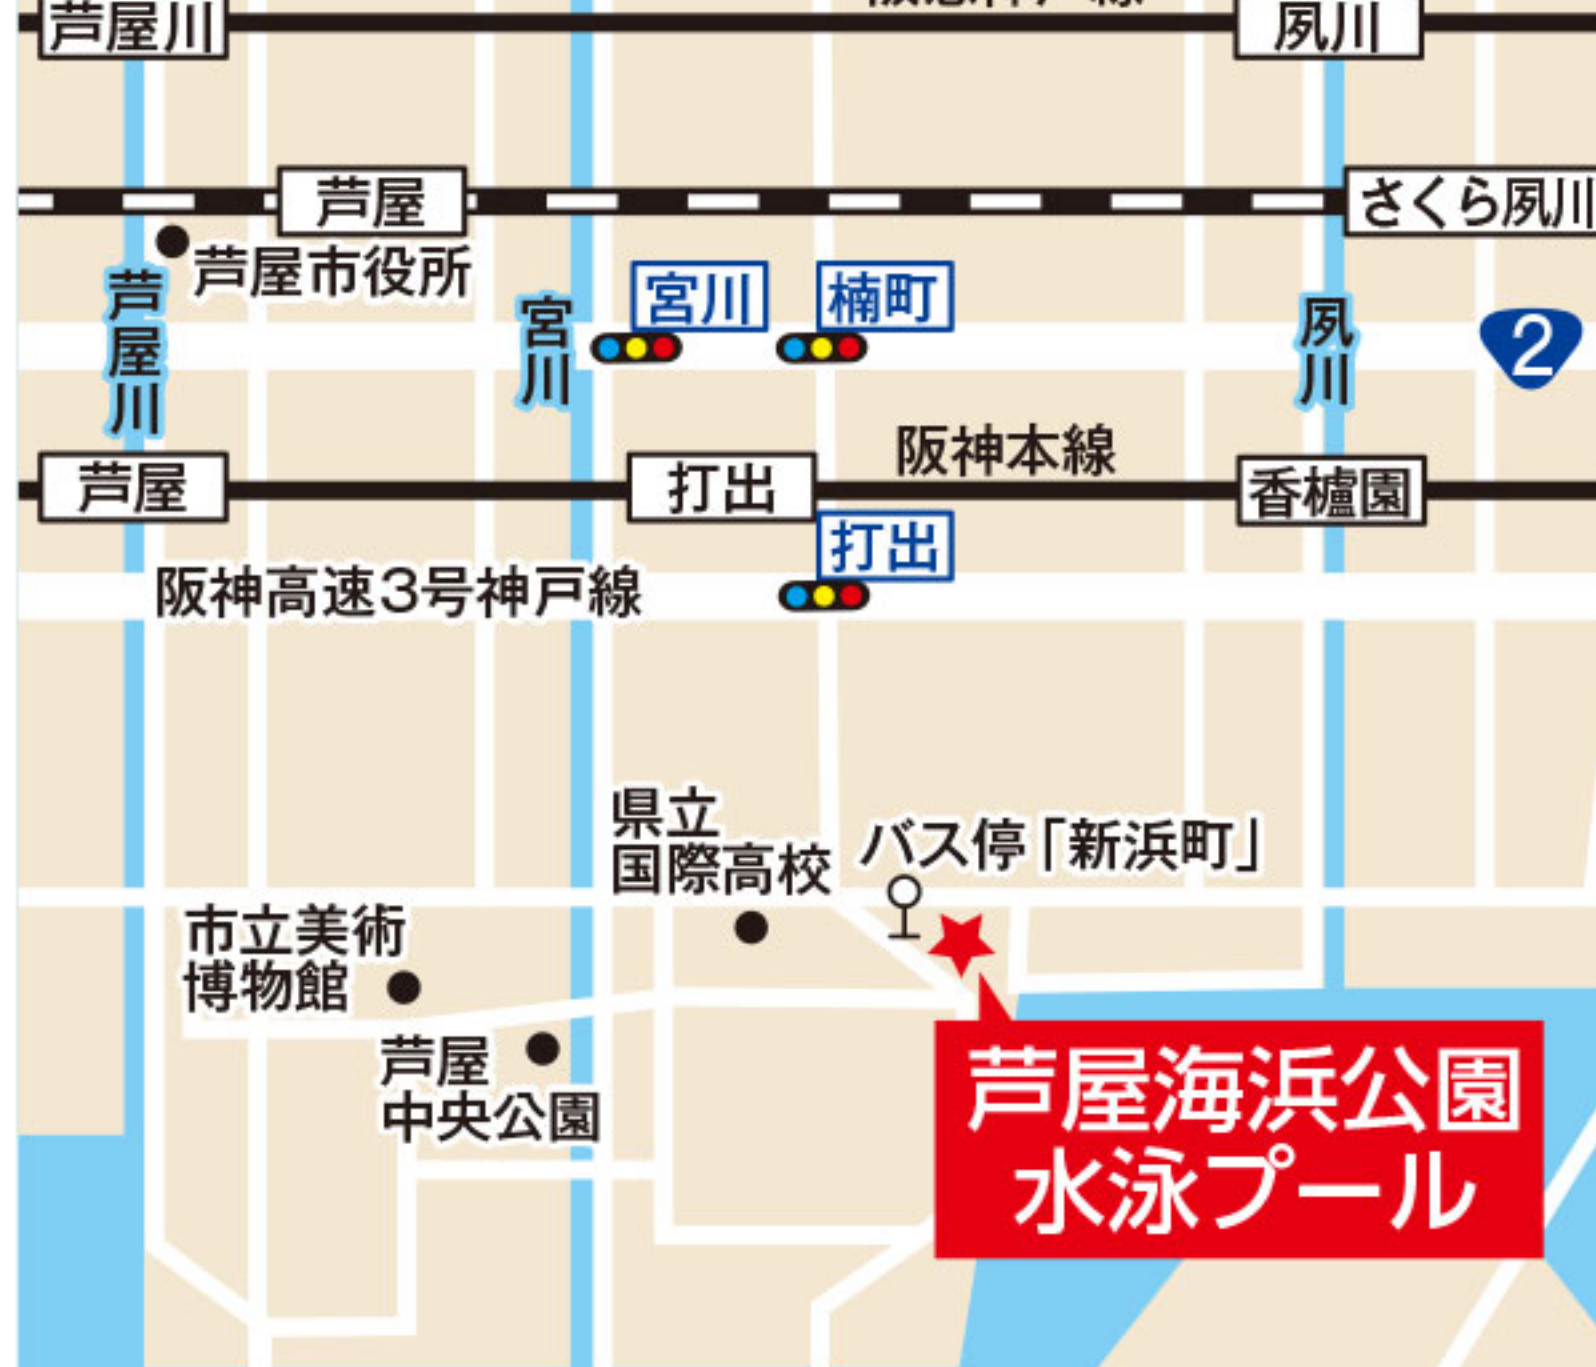 芦屋川
夙川
芦屋
さくら夙川
芦屋市役所
芦屋川
宮川
宮川
楠町
夙川
2
芦屋
打出
阪神本線
香櫨園
打出
阪神高速3号神戸線
県立
国際高校
バス停「新浜町」
市立美術
博物館
芦屋
中央公園
芦屋海浜公園
水泳プール